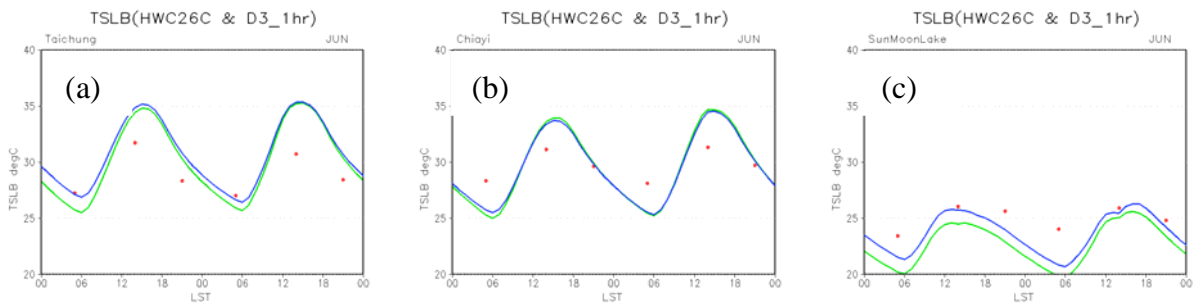 TSLB(HWC26C & D3_1hr)
Taichung JUN
(a)
40
35
30
25
20
TSLB degC
00 06 12 18 00 06 12 18 00
LST
TSLB(HWC26C & D3_1hr)
Chiayi JUN
(b)
40
35
30
25
20
TSLB degC
00 06 12 18 00 06 12 18 00
LST
TSLB(HWC26C & D3_1hr)
SunMoonLake JUN
(c)
40
35
30
25
20
TSLB degC
00 06 12 18 00 06 12 18 00
LST